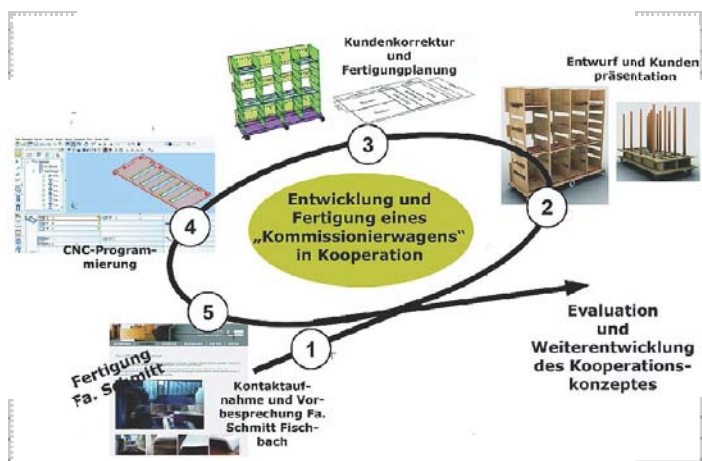 Kundenkorrektur
und
Fertigungplanung
Entwurf und Kunden
präsentation
3
2
Entwicklung und
Fertigung eines
„Kommissionierwagens“
in Kooperation
4
CNC-Program-
mierung
5
1
Fertigung
Fa. Schmitt
Kontaktauf-
nahme und Vor-
besprechung Fa.
Schmitt Fisch-
bach
Evaluation
und
Weiterentwicklung
des Kooperations-
konzeptes